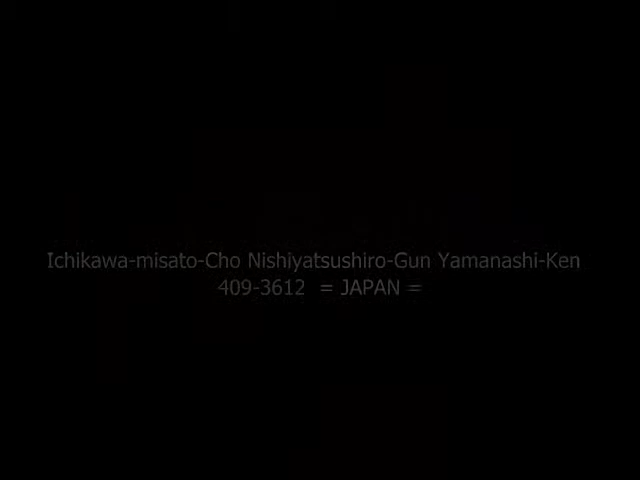 Ichikawa-misato-Cho Nishiyatsushiro-Gun Yamanashi-Ken
409-3612 = JAPAN =